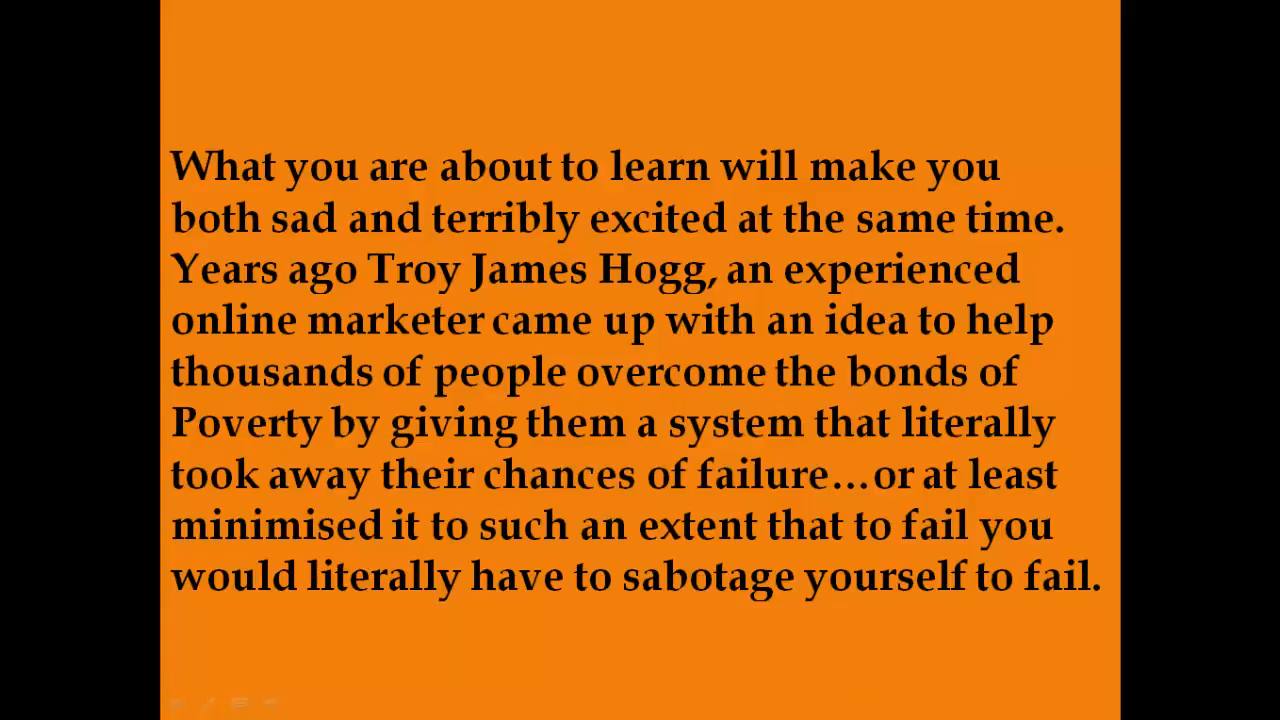 What you are about to learn will make you
both sad and terribly excited at the same time.
Years ago Troy James Hogg, an experienced
online marketer came up with an idea to help
thousands of people overcome the bonds of
Poverty by giving them a system that literally
took away their chances of failure…or at least
minimised it to such an extent that to fail you
would literally have to sabotage yourself to fail.